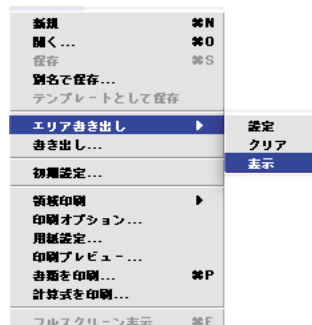 新規 ⌘N
開く... ⌘O
保存 ⌘S
別名で保存...
テンプレートとして保存
エリア書き出し ▶
設定
書き出し...
クリア
表示
初期設定...
領域印刷 ▶
印刷オプション...
用紙設定...
印刷プレビュー...
書類を印刷... ⌘P
計算式を印刷...
フルスクリーン表示 ⌘F